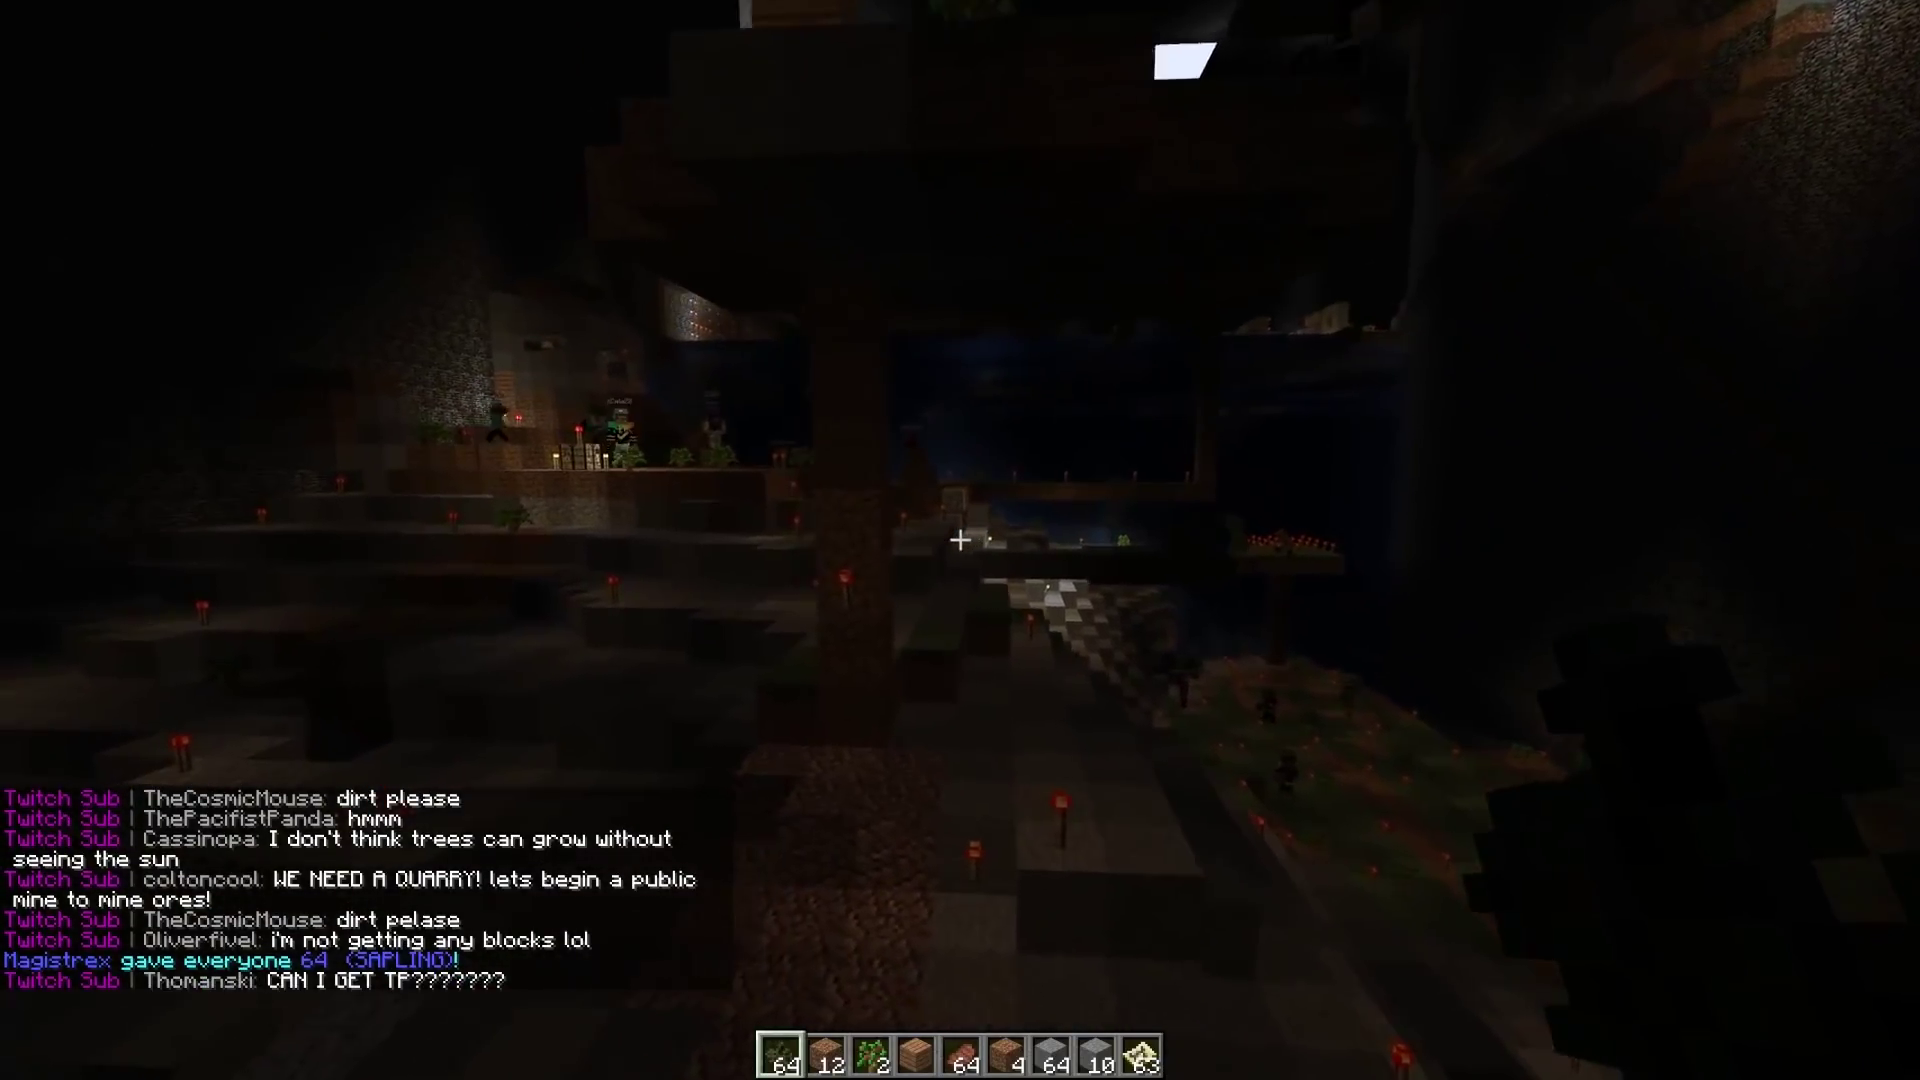 Twitch Sub | TheCosmicMouse: dirt please
Twitch Sub | ThePacifistPanda: hmmm
Twitch Sub | Cassinopa: I don't think trees can grow without
seeing the sun
Twitch Sub | coltoncool: WE NEED A QUARRY! lets begin a public
mine to mine ores!
Twitch Sub | TheCosmicMouse: dirt pelase
Twitch Sub | Oliverfivel: i'm not getting any blocks lol
Magistrex gave everyone 64 (SAPLING)!
Twitch Sub | Thomanski: CAN I GET TP???????
64 12 2 64 4 64 10 63